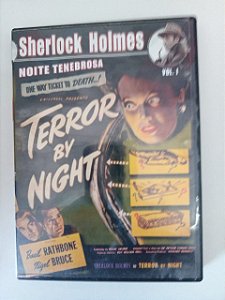 Sherlock Holmes
NOITE TENEBROSA
VOL. 1
ONE WAY TICKET TO DEATH..!
UNIVERSAL PRESENTS
TERROR
BY
NIGHT
Basil RATHBONE
Nigel BRUCE
SHERLOCK HOLMES in TERROR BY NIGHT